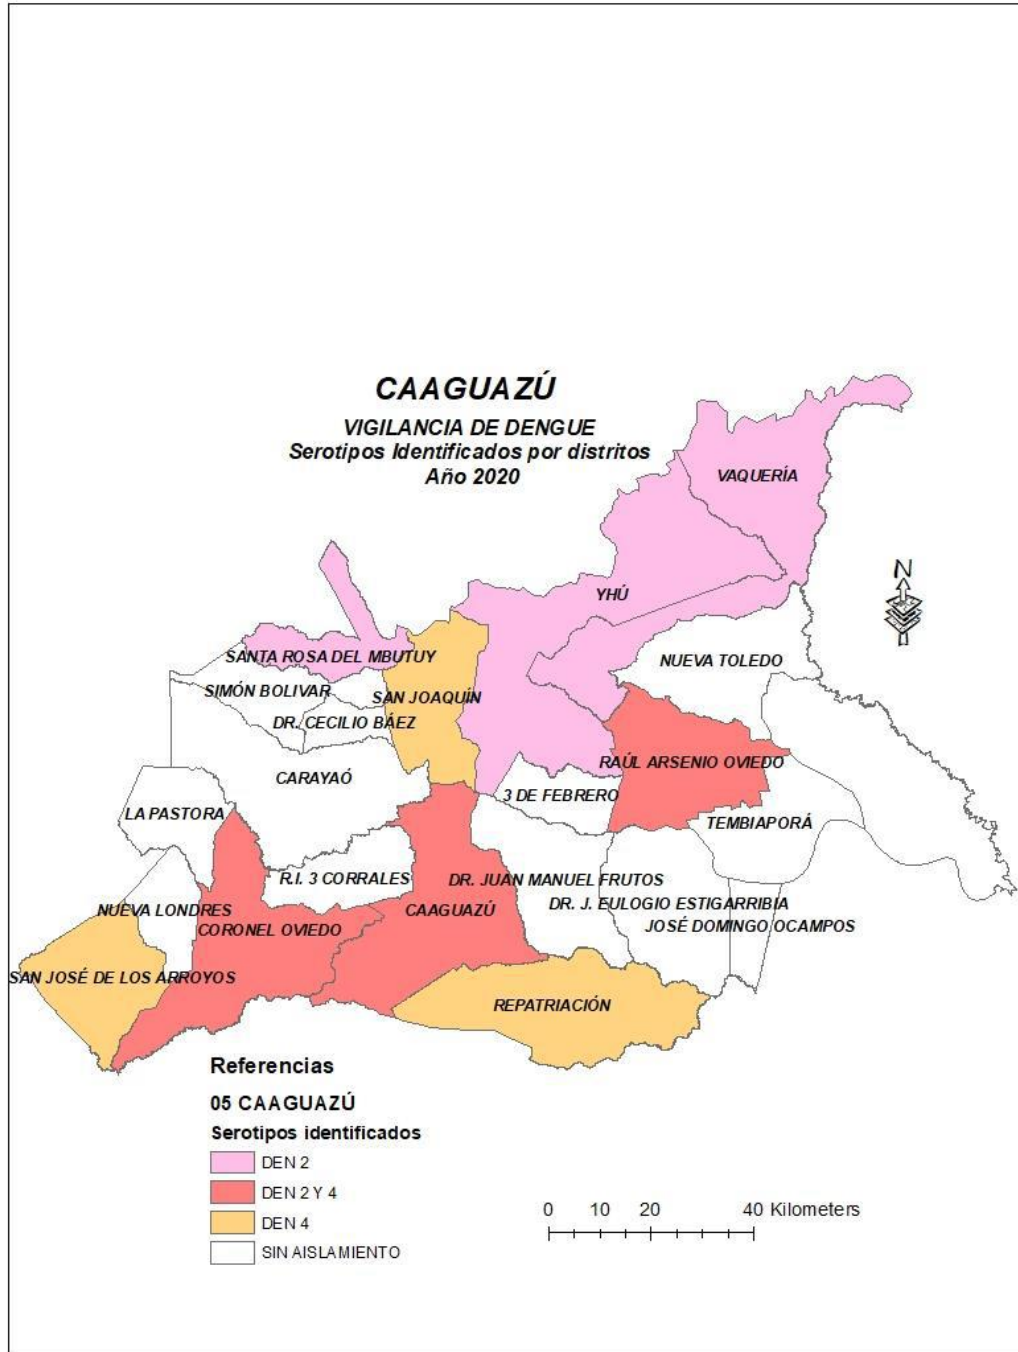 CAAGUAZÚ
VIGILANCIA DE DENGUE
Serotipos Identificados por distritos
Año 2020
VAQUERÍA
N
YHÚ
SANTA ROSA DEL MBUTUY
NUEVA TOLEDO
SIMÓN BOLIVAR
SAN JOAQUÍN
DR. CECILIO BÁEZ
RAÚL ARSENIO OVIEDO
CARAYAÓ
3 DE FEBRERO
LA PASTORA
TEMBIAPORÁ
R.I. 3 CORRALES
DR. JUAN MANUEL FRUTOS
NUEVA LONDRES
CAAGUAZÚ
DR. J. EULOGIO ESTIGARRIBIA
CORONEL OVIEDO
JOSÉ DOMINGO OCAMPOS
SAN JOSÉ DE LOS ARROYOS
REPATRIACIÓN
Referencias
05 CAAGUAZÚ
Serotipos identificados
DEN 2
DEN 2 Y 4
DEN 4
SIN AISLAMIENTO
0 10 20 40 Kilometers